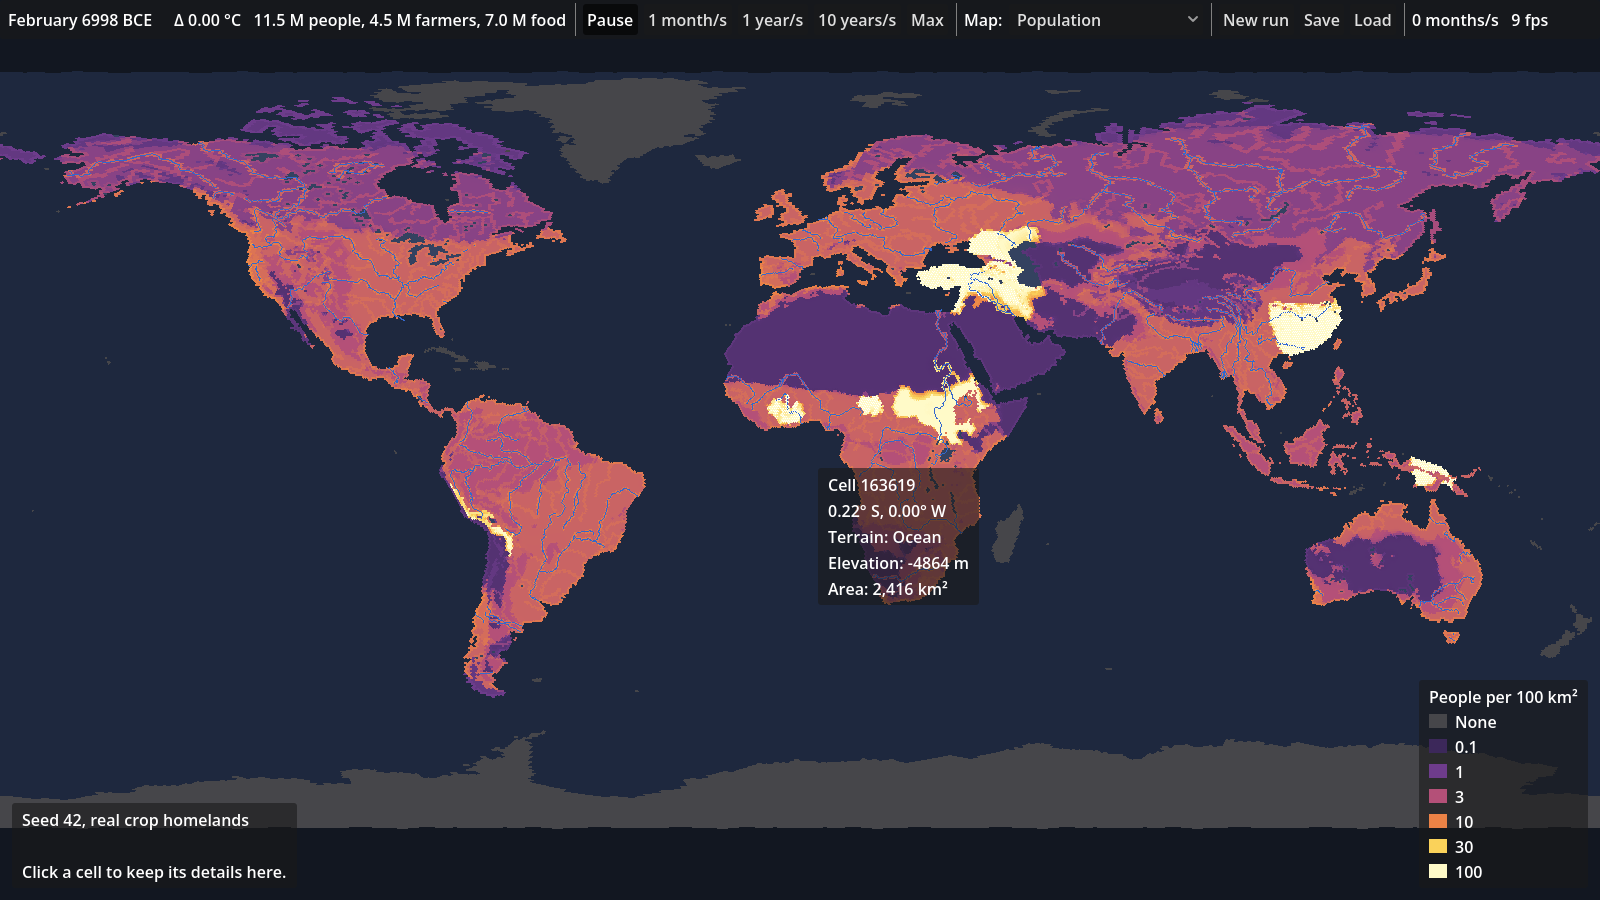 February 6998 BCE Δ 0.00 °C 11.5 M people, 4.5 M farmers, 7.0 M food Pause 1 month/s 1 year/s 10 years/s Max Map: Population New run Save Load 0 months/s 9 fps
Cell 163619
0.22° S, 0.00° W
Terrain: Ocean
Elevation: -4864 m
Area: 2,416 km²
People per 100 km²
None
0.1
1
3
10
30
100
Seed 42, real crop homelands
Click a cell to keep its details here.